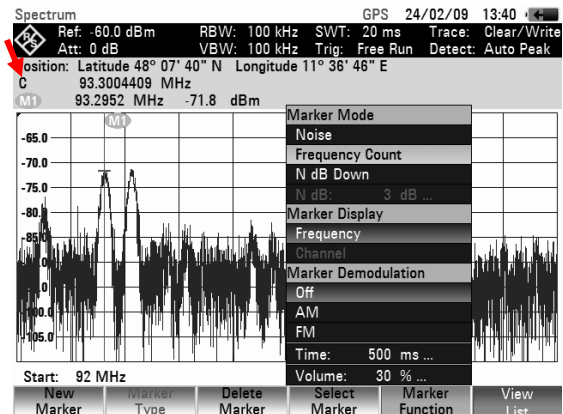 Spectrum GPS 24/02/09 13:40
Ref: -60.0 dBm RBW: 100 kHz SWT: 20 ms Trace: Clear/Write
Att: 0 dB VBW: 100 kHz Trig: Free Run Detect: Auto Peak
Position: Latitude 48° 07' 40" N Longitude 11° 36' 46" E
C 93.3004409 MHz
M1 93.2952 MHz -71.8 dBm
M1
Marker Mode
Noise
Frequency Count
N dB Down
N dB: 3 dB ...
Marker Display
Frequency
Channel
Marker Demodulation
Off
AM
FM
Time: 500 ms ...
Volume: 30 % ...
-65.0
-70.0
-75.0
-80.
Start: 92 MHz
New Marker
Marker Type
Delete Marker
Select Marker
Marker Function
View List